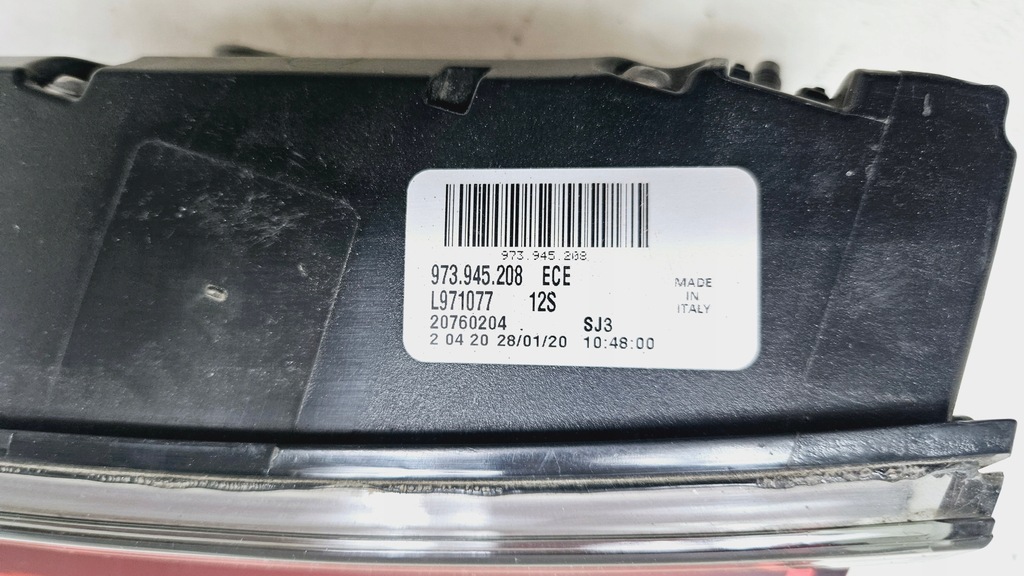 973.945.208
973.945.208 ECE
L971077 12S
20760204 SJ3
2 04 20 28/01/20 10:48:00
MADE
IN
ITALY